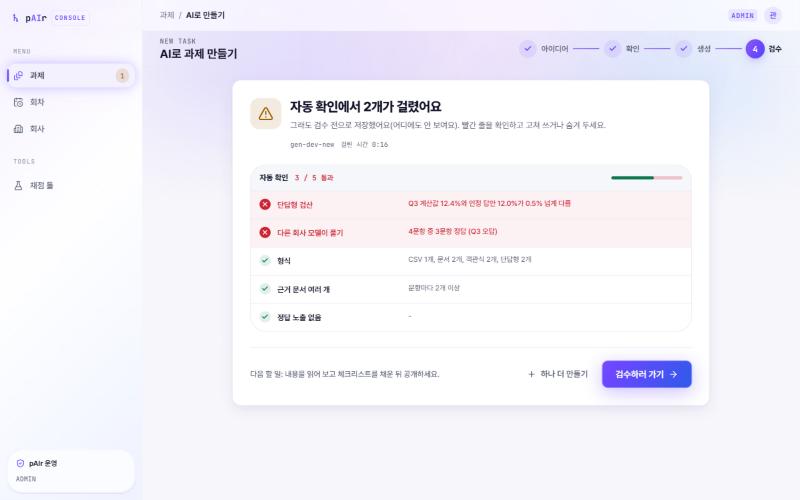 pAIr CONSOLE
MENU
과제 1
회차
회사
TOOLS
채점 툴
pAIr 운영
ADMIN
과제 / AI로 만들기
ADMIN 관
NEW TASK
AI로 과제 만들기
아이디어 확인 생성 4 검수
자동 확인에서 2개가 걸렸어요
그래도 검수 전으로 저장했어요(어디에도 안 보여요). 빨간 줄을 확인하고 고쳐 쓰거나 숨겨 두세요.
gen-dev-new 걸린 시간 0:16
자동 확인 3 / 5 통과
단답형 검산 Q3 계산값 12.4%와 인정 답안 12.0%가 0.5% 넘게 다름
다른 회사 모델이 풀기 4문항 중 3문항 정답 (Q3 오답)
형식 CSV 1개, 문서 2개, 객관식 2개, 단답형 2개
근거 문서 여러 개 문항마다 2개 이상
정답 노출 없음 -
다음 할 일: 내용을 읽어 보고 체크리스트를 채운 뒤 공개하세요.
+ 하나 더 만들기
검수하러 가기 →